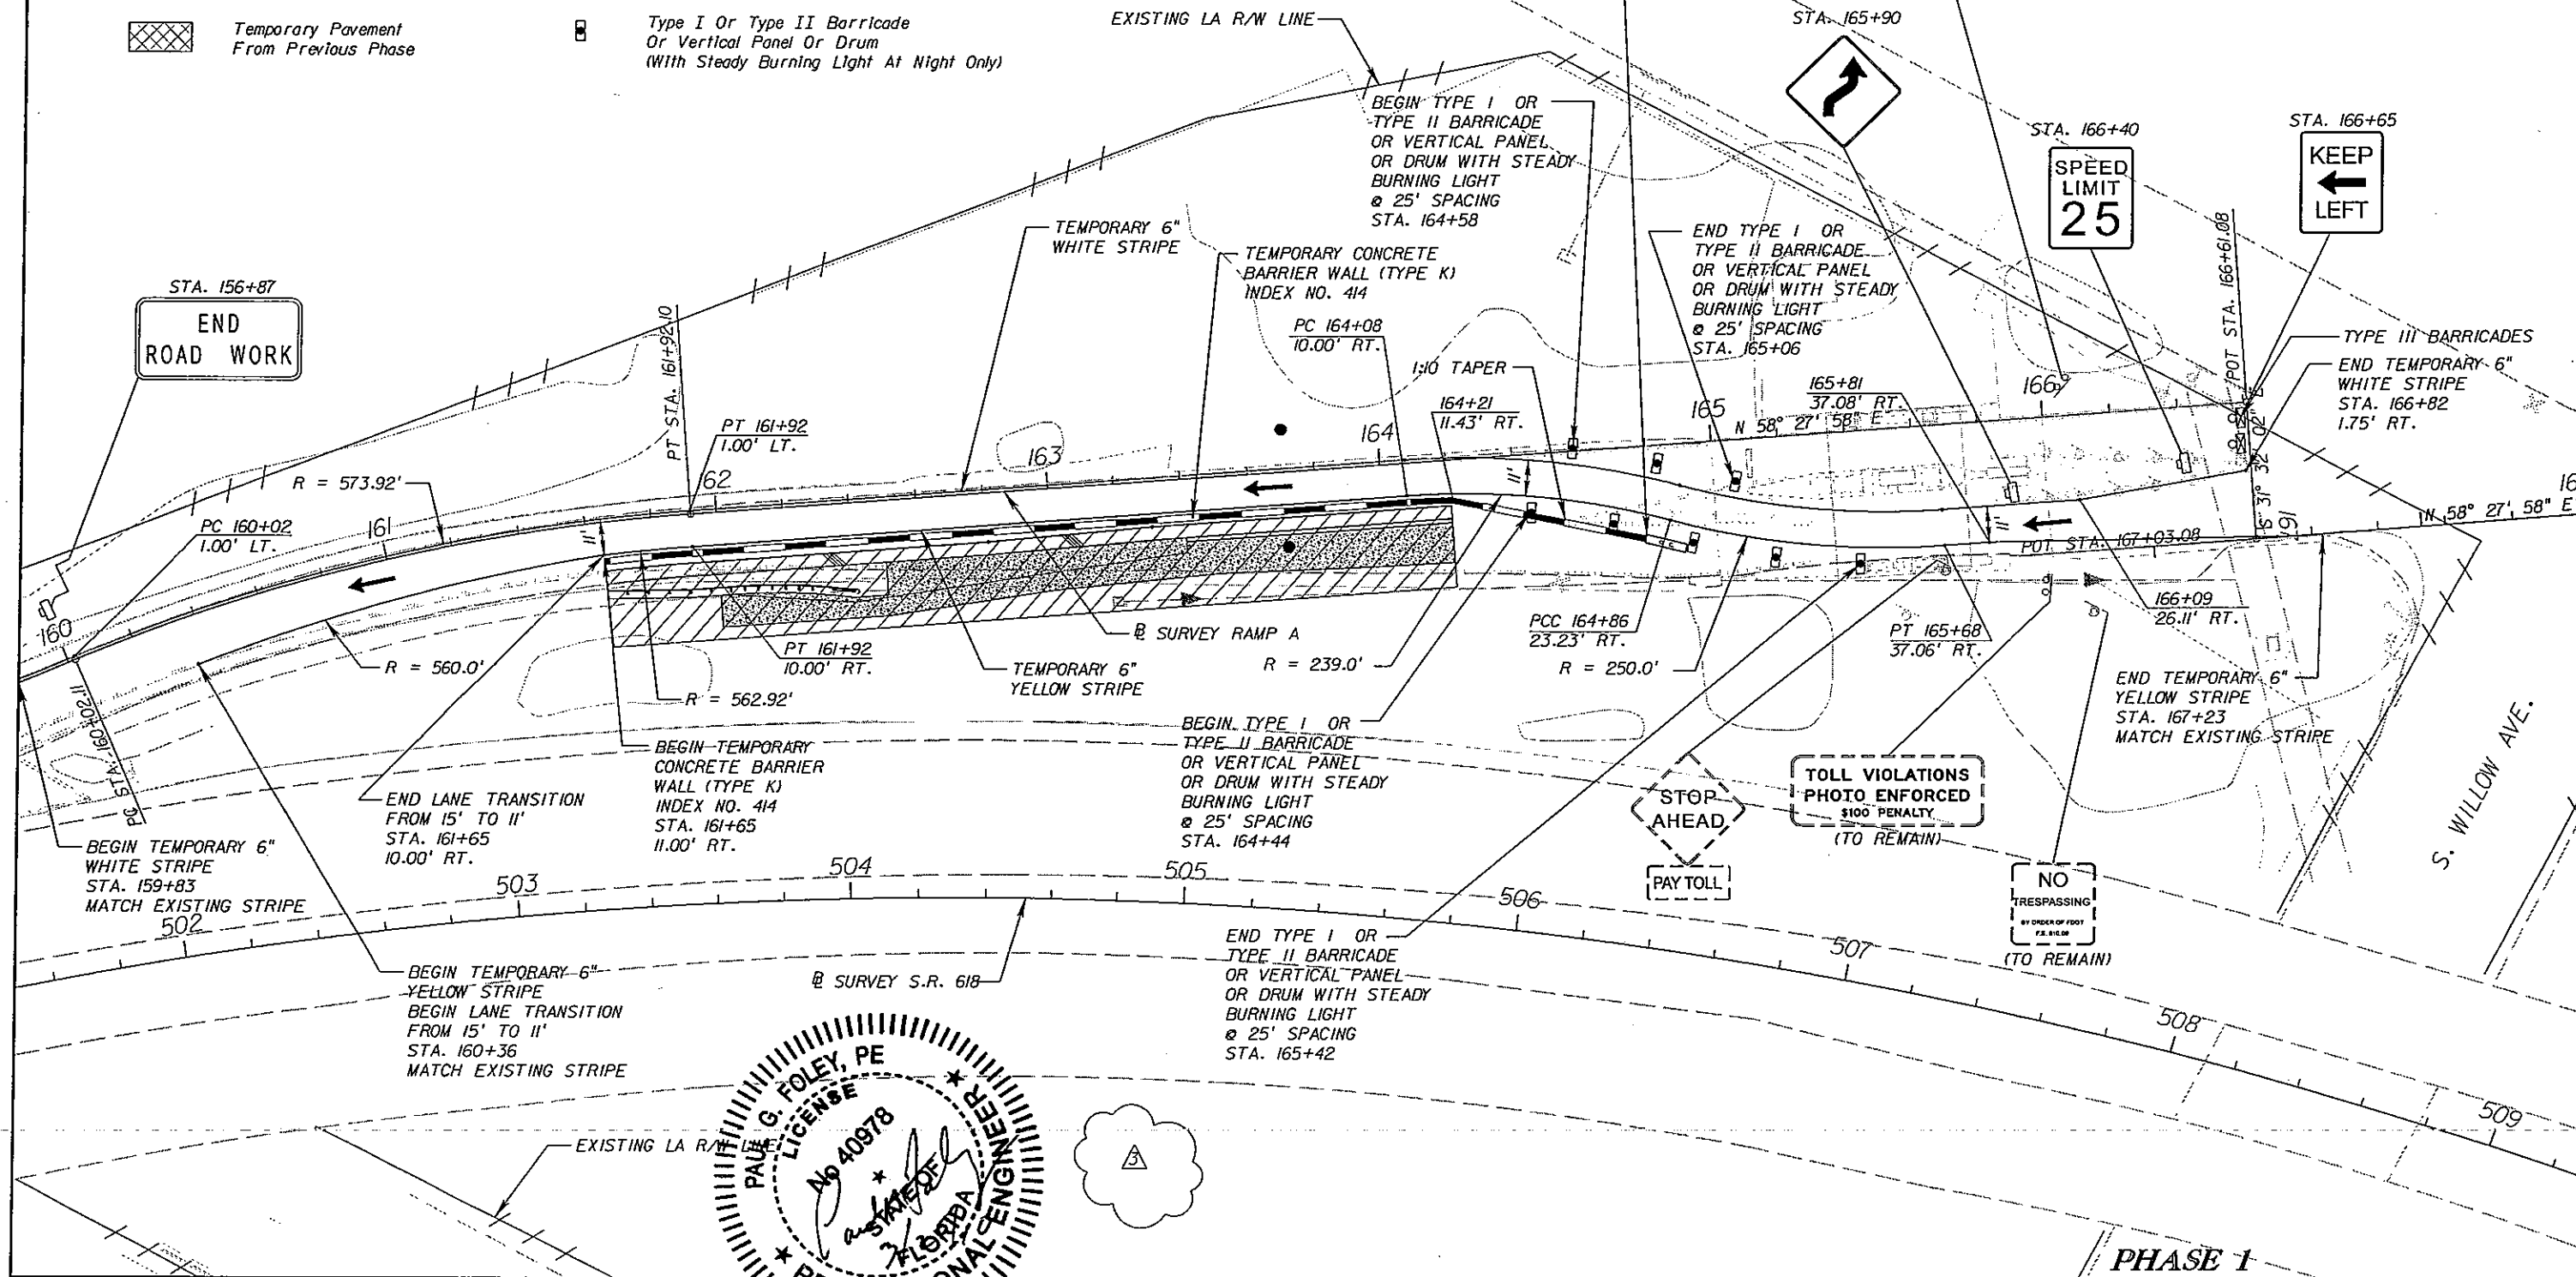 Temporary Pavement
From Previous Phase
Type I Or Type II Barricade
Or Vertical Panel Or Drum
(With Steady Burning Light At Night Only)
EXISTING LA R/W LINE
STA. 165+90
BEGIN TYPE I OR
TYPE II BARRICADE
OR VERTICAL PANEL
OR DRUM WITH STEADY
BURNING LIGHT
@ 25' SPACING
STA. 164+58
STA. 166+40
SPEED
LIMIT
25
STA. 166+65
KEEP
LEFT
TEMPORARY 6"
WHITE STRIPE
TEMPORARY CONCRETE
BARRIER WALL (TYPE K)
INDEX NO. 414
END TYPE I OR
TYPE II BARRICADE
OR VERTICAL PANEL
OR DRUM WITH STEADY
BURNING LIGHT
@ 25' SPACING
STA. 165+06
POT STA. 166+61.08
STA. 156+87
END
ROAD WORK
PT STA. 161+92.10
PC 164+08
10.00' RT.
TYPE III BARRICADES
END TEMPORARY 6"
WHITE STRIPE
STA. 166+82
1.75' RT.
1:10 TAPER
164+21
11.43' RT.
165+81
37.08' RT.
PT 161+92
1.00' LT.
R = 573.92'
PC 160+02
1.00' LT.
160
161
162
163
164
165
166
167
N 58° 27' 58" E
N 58° 27' 58" E
S 31° 32' 02" E
11'
11'
11'
POT STA. 167+03.08
166+09
26.11' RT.
PCC 164+86
23.23' RT.
PT 165+68
37.06' RT.
R = 560.0'
PT 161+92
10.00' RT.
R = 562.92'
TEMPORARY 6"
YELLOW STRIPE
℄ SURVEY RAMP A
R = 239.0'
R = 250.0'
END TEMPORARY 6"
YELLOW STRIPE
STA. 167+23
MATCH EXISTING STRIPE
PC STA. 160+02.11
BEGIN TEMPORARY 6"
WHITE STRIPE
STA. 159+83
MATCH EXISTING STRIPE
END LANE TRANSITION
FROM 15' TO 11'
STA. 161+65
10.00' RT.
BEGIN TEMPORARY
CONCRETE BARRIER
WALL (TYPE K)
INDEX NO. 414
STA. 161+65
11.00' RT.
BEGIN TYPE I OR
TYPE II BARRICADE
OR VERTICAL PANEL
OR DRUM WITH STEADY
BURNING LIGHT
@ 25' SPACING
STA. 164+44
STOP
AHEAD
PAY TOLL
TOLL VIOLATIONS
PHOTO ENFORCED
$100 PENALTY
(TO REMAIN)
NO
TRESPASSING
BY ORDER OF FDOT
(TO REMAIN)
S. WILLOW AVE.
502
503
504
505
506
507
508
509
BEGIN TEMPORARY 6"
YELLOW STRIPE
BEGIN LANE TRANSITION
FROM 15' TO 11'
STA. 160+36
MATCH EXISTING STRIPE
℄ SURVEY S.R. 618
END TYPE I OR
TYPE II BARRICADE
OR VERTICAL PANEL
OR DRUM WITH STEADY
BURNING LIGHT
@ 25' SPACING
STA. 165+42
EXISTING LA R/W LINE
PAUL G. FOLEY, PE
LICENSE
No 40978
STATE OF
FLORIDA
ENGINEER
3
PHASE 1